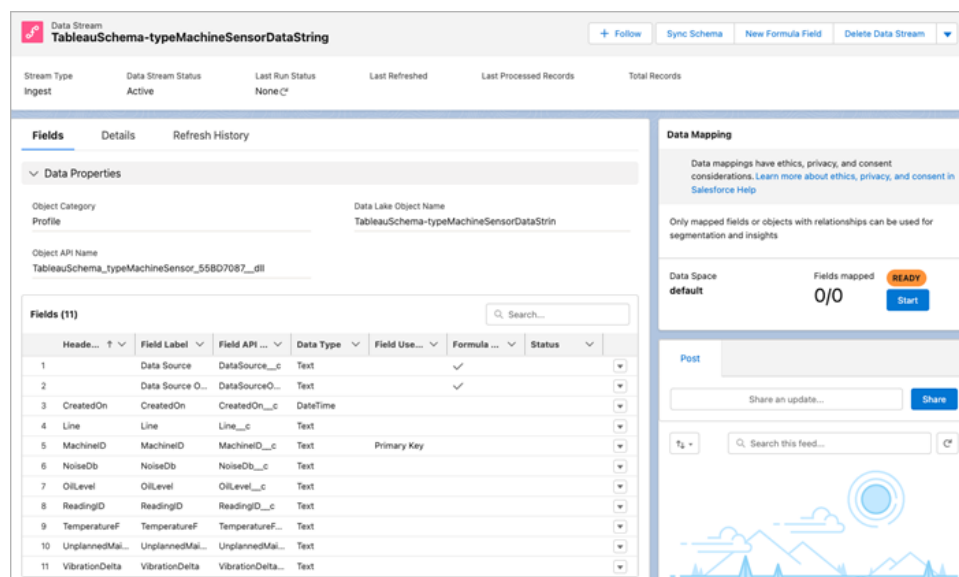 Data Stream
TableauSchema-typeMachineSensorDataString
+ Follow
Sync Schema
New Formula Field
Delete Data Stream
Stream Type
Data Stream Status
Last Run Status
Last Refreshed
Last Processed Records
Total Records
Ingest
Active
None
Fields
Details
Refresh History
Data Properties
Object Category
Data Lake Object Name
Profile
TableauSchema-typeMachineSensorDataStrin
Object API Name
TableauSchema_typeMachineSensor_55BD7087__dll
Fields (11)
Search...
Heade... Field Label Field API ... Data Type Field Use... Formula ... Status
1 Data Source DataSource__c Text
2 Data Source O... DataSourceO... Text
3 CreatedOn CreatedOn CreatedOn__c DateTime
4 Line Line Line__c Text
5 MachineID MachineID MachineID__c Text Primary Key
6 NoiseDb NoiseDb NoiseDb__c Text
7 OilLevel OilLevel OilLevel__c Text
8 ReadingID ReadingID ReadingID__c Text
9 TemperatureF TemperatureF TemperatureF... Text
10 UnplannedMai... UnplannedMai... UnplannedMai... Text
11 VibrationDelta VibrationDelta VibrationDelta... Text
Data Mapping
Data mappings have ethics, privacy, and consent
considerations. Learn more about ethics, privacy, and consent in
Salesforce Help
Only mapped fields or objects with relationships can be used for
segmentation and insights
Data Space
Fields mapped
READY
default
0/0
Start
Post
Share an update...
Share
Search this feed...